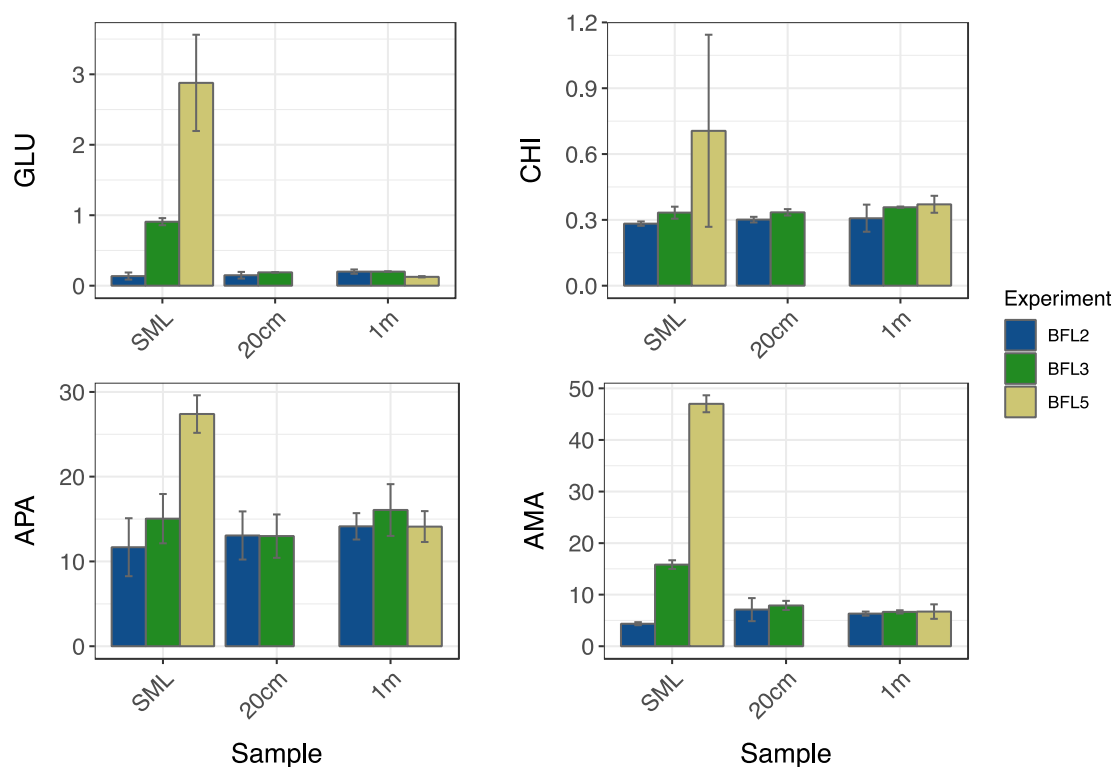 GLU
3
2
1
0
SML
20cm
1m
CHI
1.2
0.9
0.6
0.3
0.0
SML
20cm
1m
APA
30
20
10
0
SML
20cm
1m
Sample
AMA
50
40
30
20
10
0
SML
20cm
1m
Sample
Experiment
BFL2
BFL3
BFL5